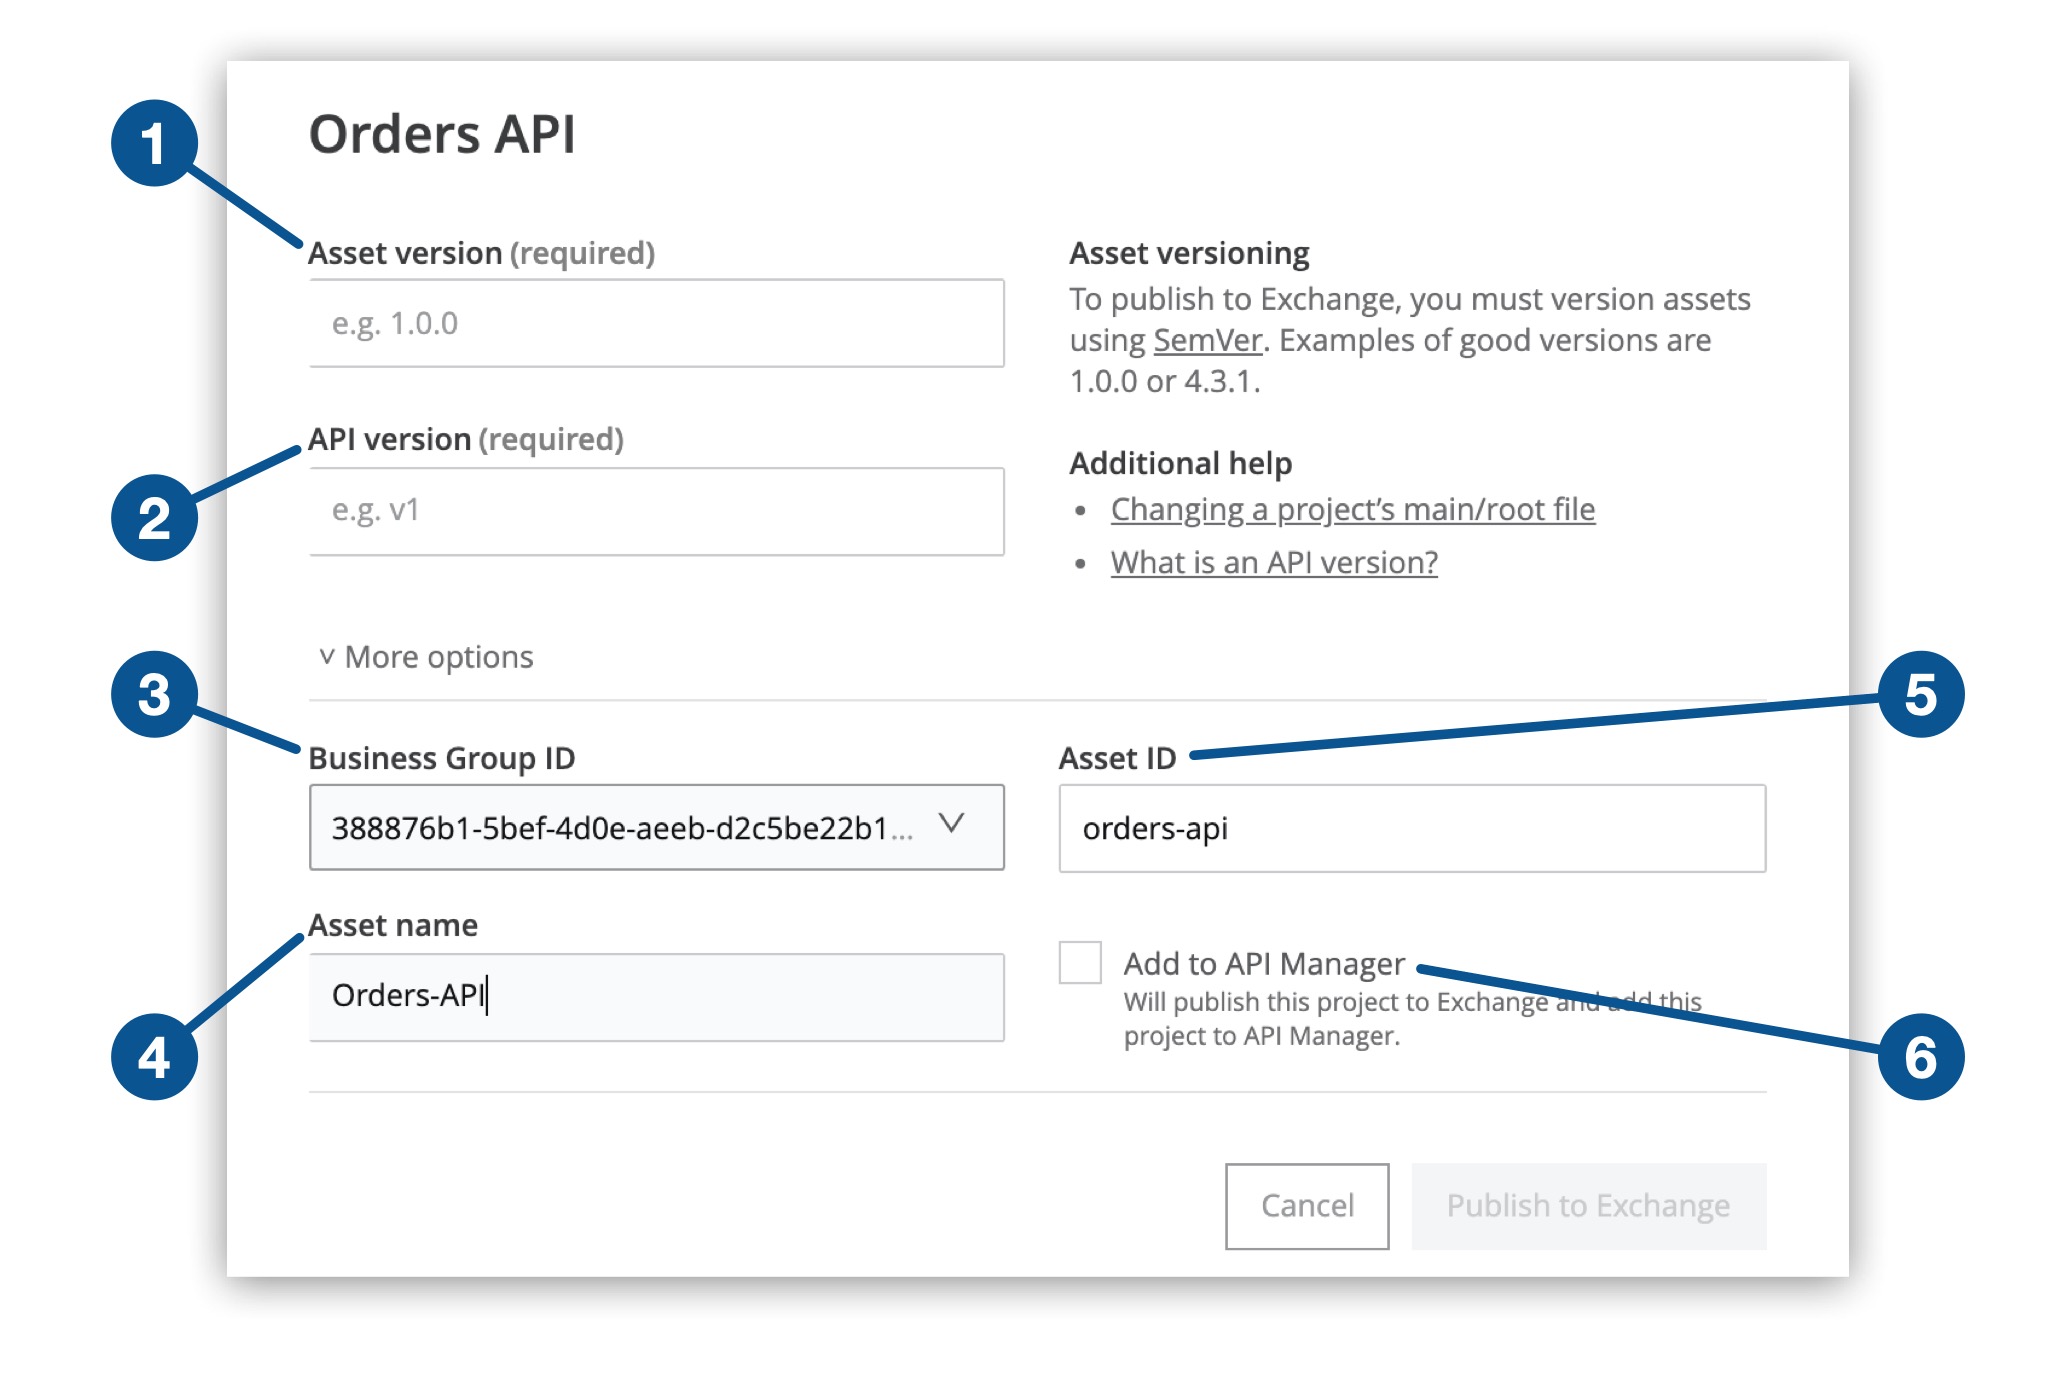 1
Orders API
Asset version (required)
e.g. 1.0.0
Asset versioning
To publish to Exchange, you must version assets
using SemVer. Examples of good versions are
1.0.0 or 4.3.1.
2
API version (required)
e.g. v1
Additional help
• Changing a project's main/root file
• What is an API version?
More options
3
Business Group ID
388876b1-5bef-4d0e-aeeb-d2c5be22b1...
5
Asset ID
orders-api
4
Asset name
Orders-API
6
Add to API Manager
Will publish this project to Exchange and add this
project to API Manager.
Cancel
Publish to Exchange